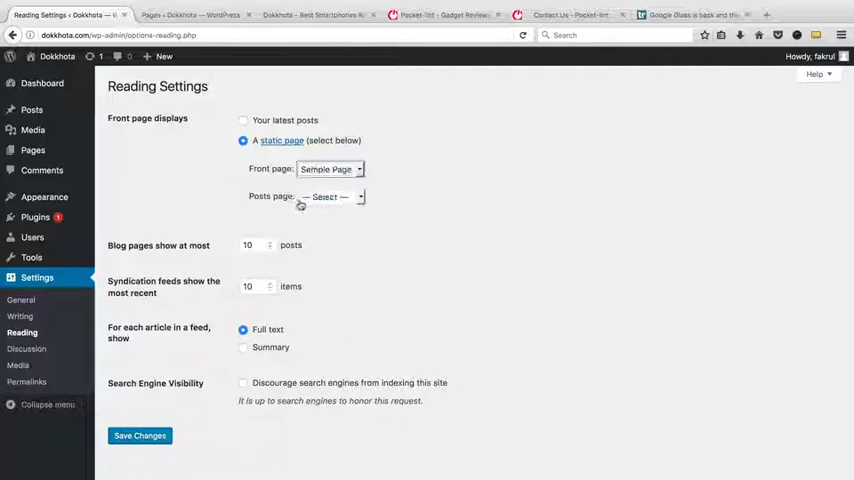 Reading Settings ‹ Dokkhota — W
Pages ‹ Dokkhota — WordPress
Dokkhota – Best Smartphones R
Pocket-lint - Gadget Reviews
Contact Us - Pocket-lint
Google Glass is back and th
dokkhota.com/wp-admin/options-reading.php
Search
Dokkhota
1
0
New
Howdy, fakrul
Help
Dashboard
Posts
Media
Pages
Comments
Appearance
Plugins 1
Users
Tools
Settings
General
Writing
Reading
Discussion
Media
Permalinks
Collapse menu
Reading Settings
Front page displays
Your latest posts
A static page (select below)
Front page: Sample Page
Posts page: — Select —
Blog pages show at most
10 posts
Syndication feeds show the
most recent
10 items
For each article in a feed,
show
Full text
Summary
Search Engine Visibility
Discourage search engines from indexing this site
It is up to search engines to honor this request.
Save Changes